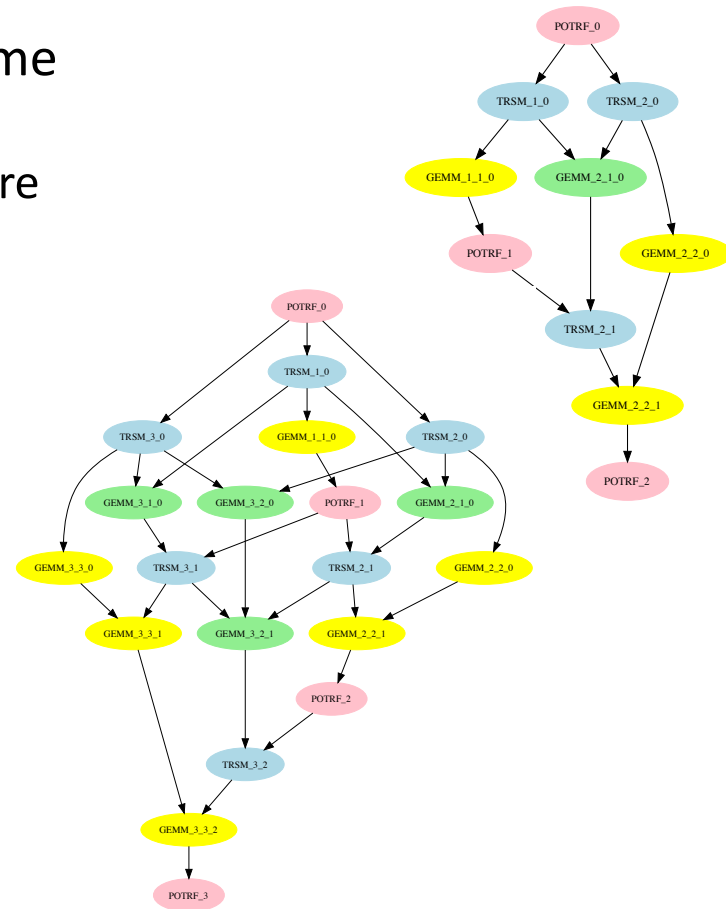 me
re
POTRF_0
TRSM_1_0 TRSM_2_0
GEMM_1_1_0 GEMM_2_1_0
POTRF_1 GEMM_2_2_0
TRSM_2_1
GEMM_2_2_1
POTRF_2
POTRF_0
TRSM_1_0
TRSM_3_0 GEMM_1_1_0 TRSM_2_0
GEMM_3_1_0 GEMM_3_2_0 POTRF_1 GEMM_2_1_0
GEMM_3_3_0 TRSM_3_1 TRSM_2_1 GEMM_2_2_0
GEMM_3_3_1 GEMM_3_2_1 GEMM_2_2_1
POTRF_2
TRSM_3_2
GEMM_3_3_2
POTRF_3